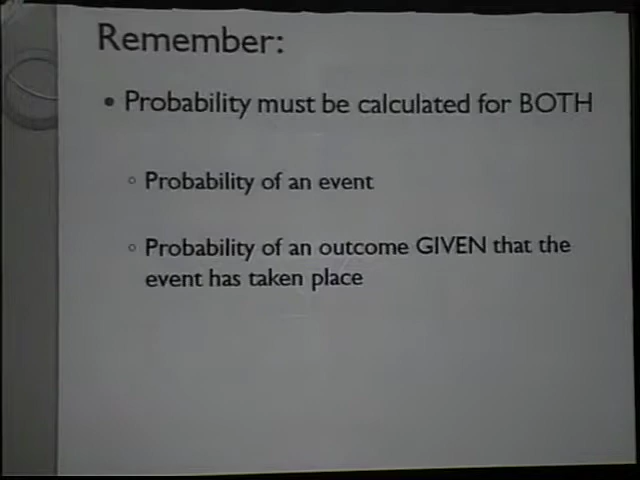 Remember:
• Probability must be calculated for BOTH
◦ Probability of an event
◦ Probability of an outcome GIVEN that the
event has taken place